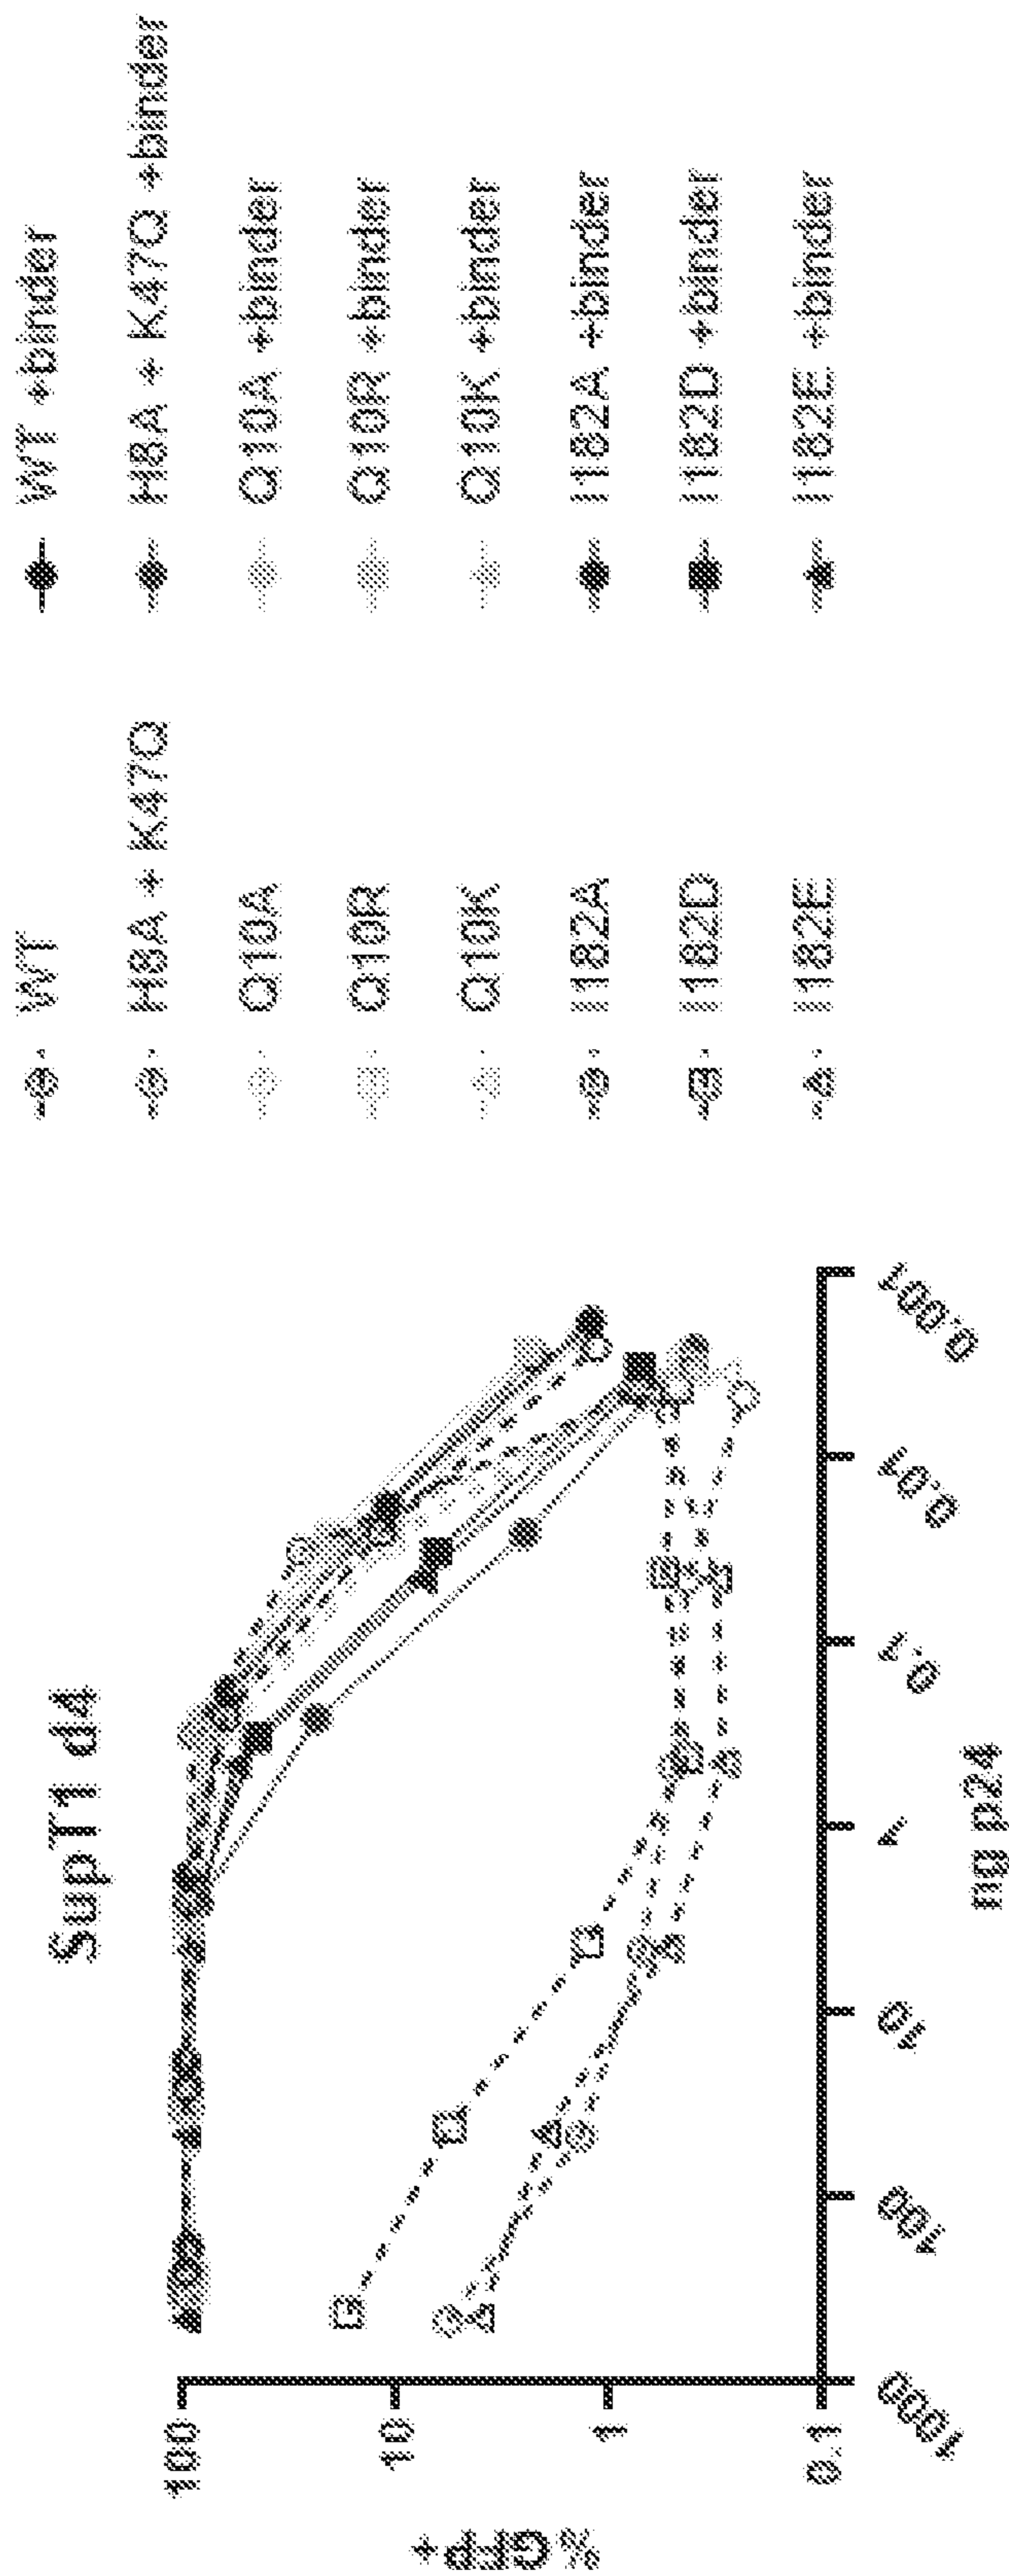 SupT1 d4
% GFP+
100
10
1
0.1
1000
100
10
1
0.1
0.01
0.001
ng p24
WT
H8A + K47Q
Q10A
Q10R
Q10K
I182A
I182D
I182E
WT +binder
H8A + K47Q +binder
Q10A +binder
Q10R +binder
Q10K +binder
I182A +binder
I182D +binder
I182E +binder